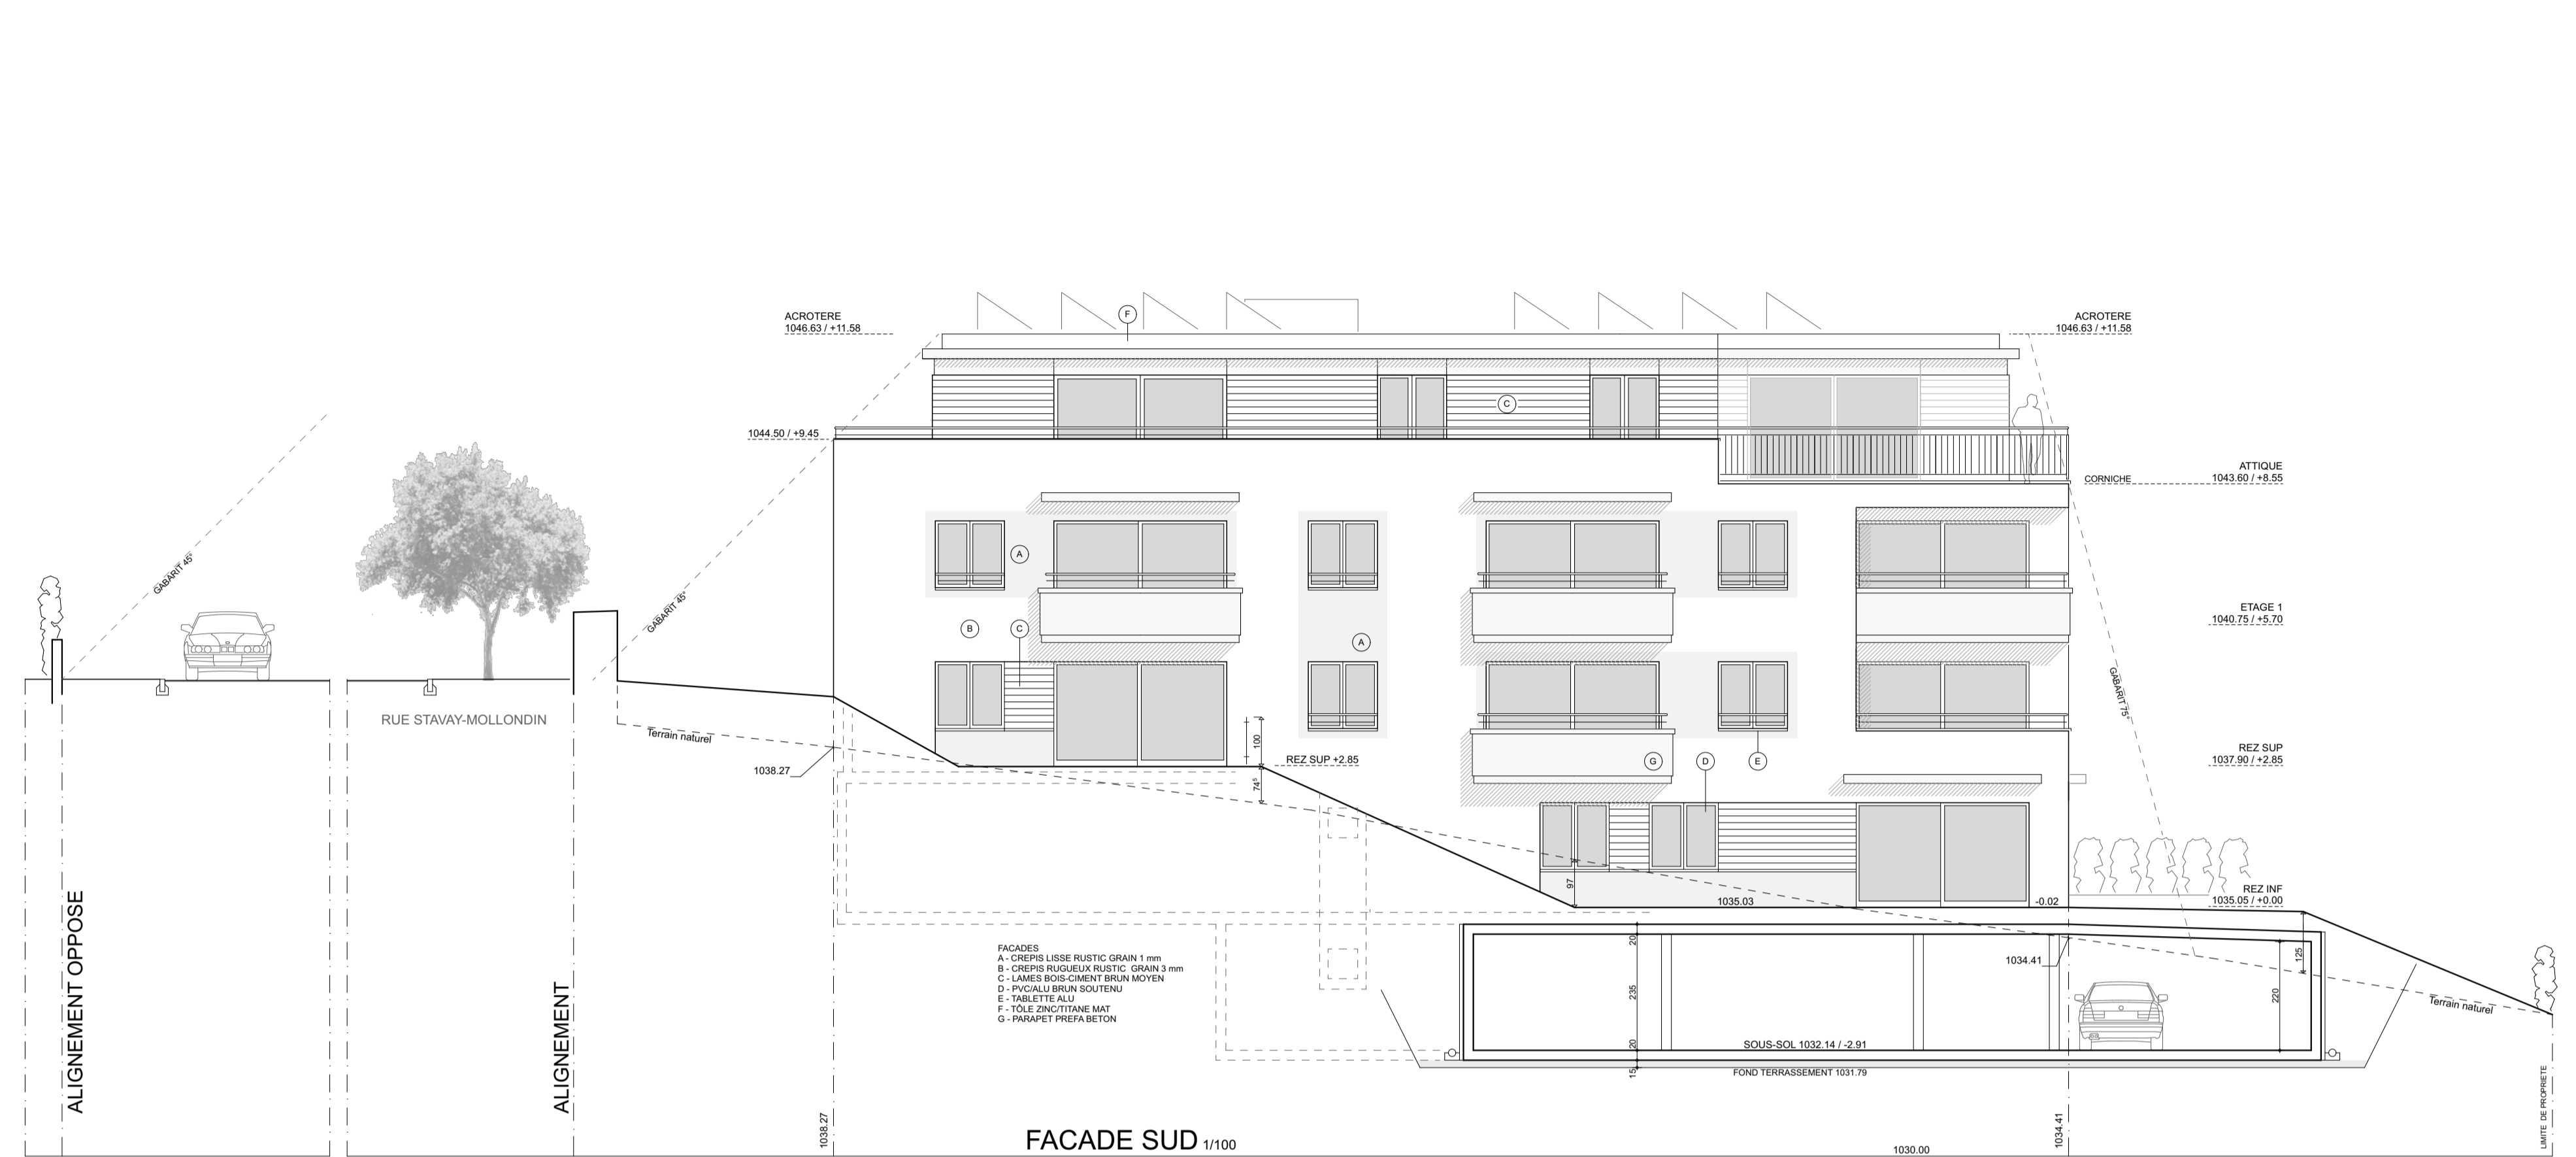 ACROTERE
1046.63 / +11.58
ACROTERE
1046.63 / +11.58
F
C
1044.50 / +9.45
ATTIQUE
CORNICHE
1043.60 / +8.55
GABARIT 45°
GABARIT 45°
A
B
C
A
ETAGE 1
1040.75 / +5.70
GABARIT 75°
RUE STAVAY-MOLLONDIN
Terrain naturel
1038.27
100
74⁵
REZ SUP +2.85
G
D
E
REZ SUP
1037.90 / +2.85
97
1035.03
-0.02
REZ INF
1035.05 / +0.00
ALIGNEMENT OPPOSE
ALIGNEMENT
FACADES
A - CREPIS LISSE RUSTIC GRAIN 1 mm
B - CREPIS RUGUEUX RUSTIC GRAIN 3 mm
C - LAMES BOIS-CIMENT BRUN MOYEN
D - PVC/ALU BRUN SOUTENU
E - TABLETTE ALU
F - TÔLE ZINC/TITANE MAT
G - PARAPET PREFA BETON
20
235
20
15
1034.41
125
220
Terrain naturel
SOUS-SOL 1032.14 / -2.91
FOND TERRASSEMENT 1031.79
1038.27
FACADE SUD 1/100
1030.00
1034.41
LIMITE DE PROPRIETE